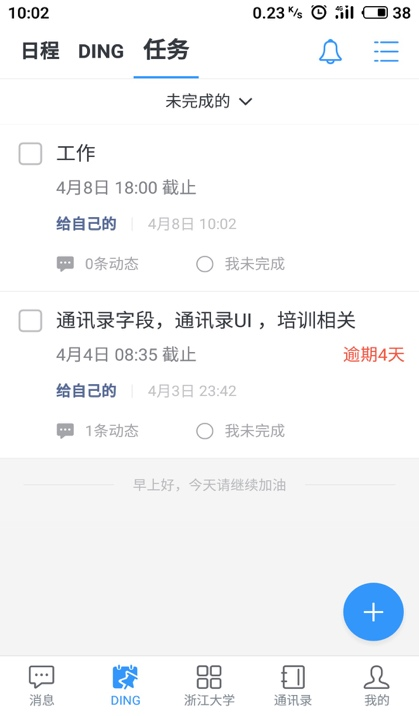 10:02 0.23 K/s 4G 38
日程 DING 任务
未完成的
工作
4月8日 18:00 截止
给自己的 4月8日 10:02
0条动态 我未完成
通讯录字段，通讯录UI ，培训相关
4月4日 08:35 截止 逾期4天
给自己的 4月3日 23:42
1条动态 我未完成
早上好，今天请继续加油
消息 DING 浙江大学 通讯录 我的